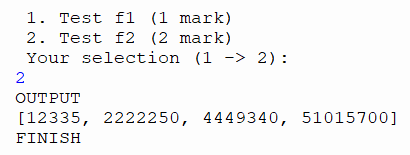 1. Test f1 (1 mark)
2. Test f2 (2 mark)
Your selection (1 -> 2):
2
OUTPUT
[12335, 2222250, 4449340, 51015700]
FINISH